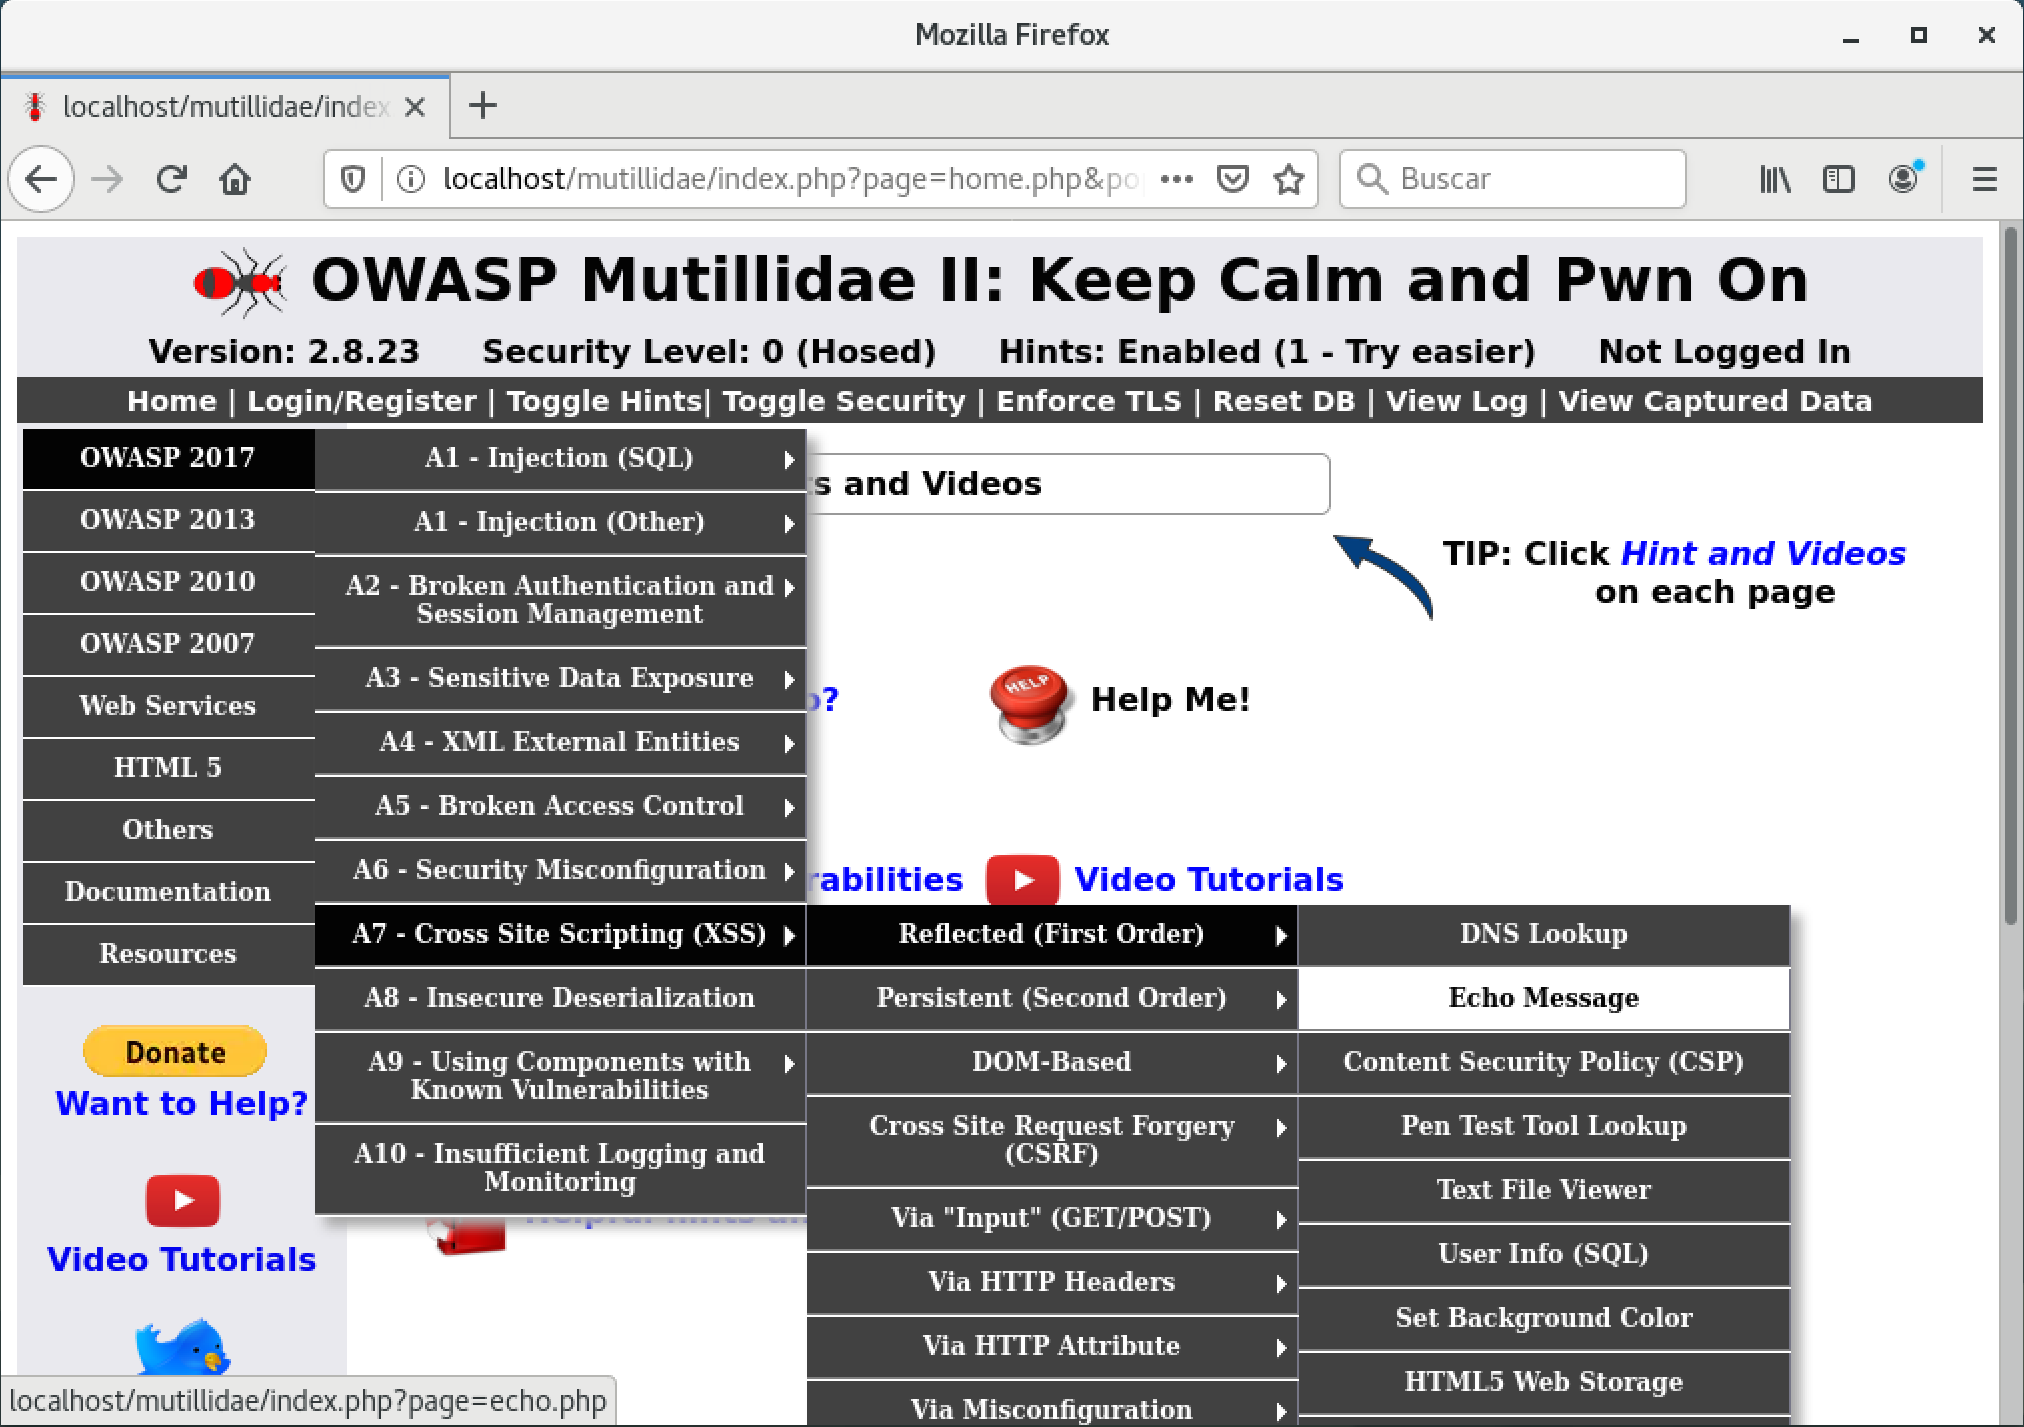 Mozilla Firefox
localhost/mutillidae/index
localhost/mutillidae/index.php?page=home.php&po
Buscar
OWASP Mutillidae II: Keep Calm and Pwn On
Version: 2.8.23 Security Level: 0 (Hosed) Hints: Enabled (1 - Try easier) Not Logged In
Home | Login/Register | Toggle Hints| Toggle Security | Enforce TLS | Reset DB | View Log | View Captured Data
OWASP 2017
OWASP 2013
OWASP 2010
OWASP 2007
Web Services
HTML 5
Others
Documentation
Resources
Donate
Want to Help?
Video Tutorials
A1 - Injection (SQL)
A1 - Injection (Other)
A2 - Broken Authentication and
Session Management
A3 - Sensitive Data Exposure
A4 - XML External Entities
A5 - Broken Access Control
A6 - Security Misconfiguration
A7 - Cross Site Scripting (XSS)
A8 - Insecure Deserialization
A9 - Using Components with
Known Vulnerabilities
A10 - Insufficient Logging and
Monitoring
s and Videos
TIP: Click Hint and Videos
on each page
o?
HELP
Help Me!
rabilities
Video Tutorials
Reflected (First Order)
Persistent (Second Order)
DOM-Based
Cross Site Request Forgery
(CSRF)
Via "Input" (GET/POST)
Via HTTP Headers
Via HTTP Attribute
Via Misconfiguration
DNS Lookup
Echo Message
Content Security Policy (CSP)
Pen Test Tool Lookup
Text File Viewer
User Info (SQL)
Set Background Color
HTML5 Web Storage
localhost/mutillidae/index.php?page=echo.php